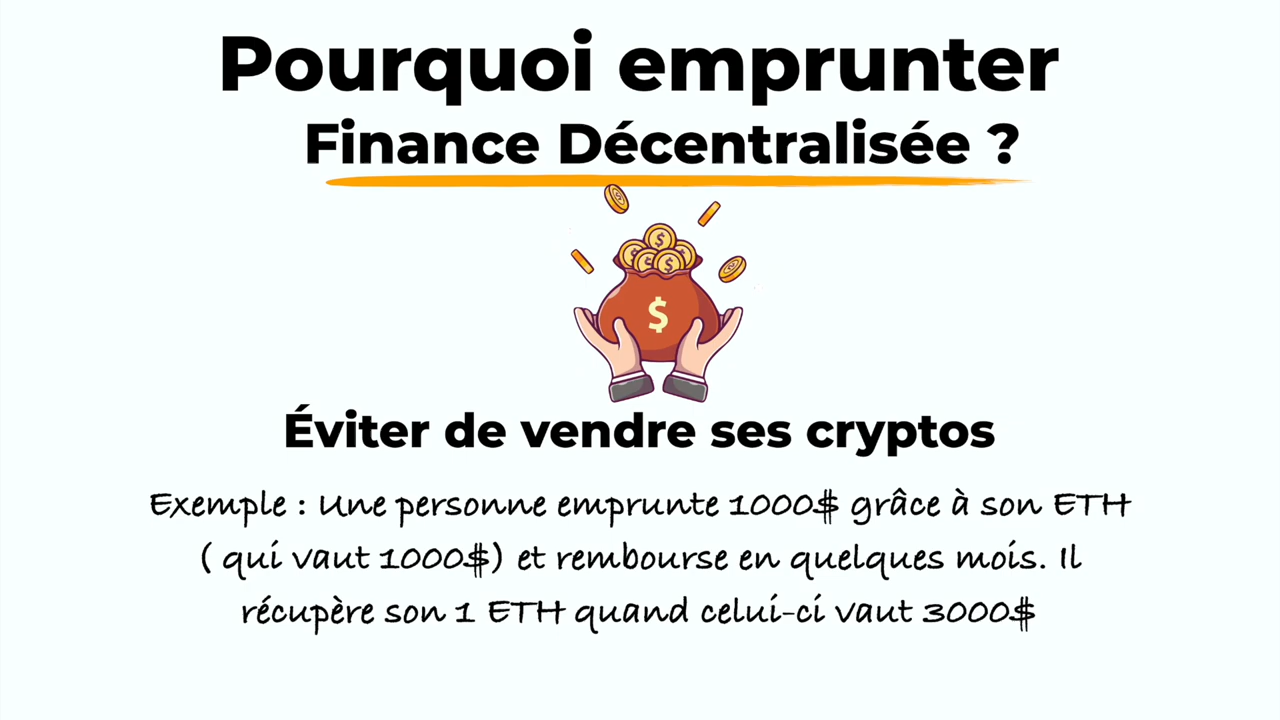 Pourquoi emprunter
Finance Décentralisée ?
$
Éviter de vendre ses cryptos
Exemple : Une personne emprunte 1000$ grâce à son ETH
( qui vaut 1000$) et rembourse en quelques mois. Il
récupère son 1 ETH quand celui-ci vaut 3000$